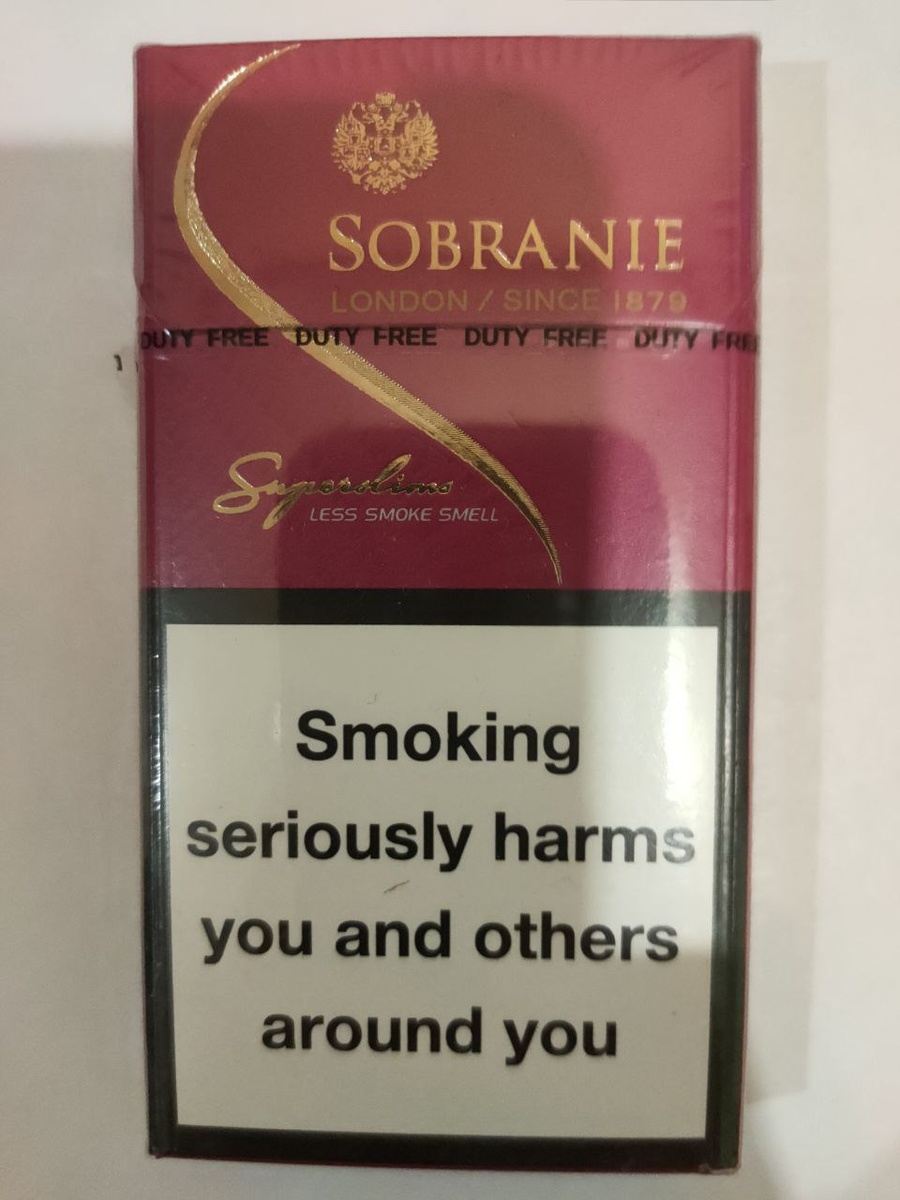 SOBRANIE
LONDON / SINCE 1879
DUTY FREE DUTY FREE DUTY FREE DUTY FREE
Superslims
LESS SMOKE SMELL
Smoking
seriously harms
you and others
around you